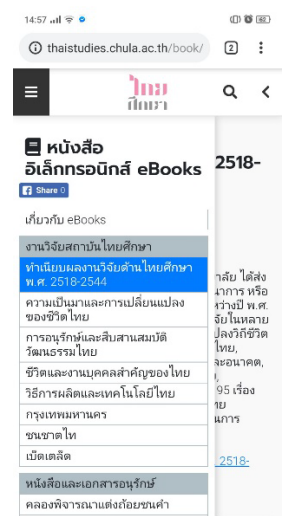 14:57
82
thaistudies.chula.ac.th/book/
2
ไทย
ศึกษา
หนังสือ
อิเล็กทรอนิกส์ eBooks
Share 0
เกี่ยวกับ eBooks
งานวิจัยสถาบันไทยศึกษา
ทำเนียบผลงานวิจัยด้านไทยศึกษา
พ.ศ. 2518-2544
ความเป็นมาและการเปลี่ยนแปลง
ของชีวิตไทย
การอนุรักษ์และสืบสานสมบัติ
วัฒนธรรมไทย
ชีวิตและงานบุคคลสำคัญของไทย
วิธีการผลิตและเทคโนโลยีไทย
กรุงเทพมหานคร
ชนชาติไท
เบ็ดเตล็ด
หนังสือและเอกสารอนุรักษ์
คลองพิจารณาแต่งถ้อยชนคำ
2518-
าลัย ได้ส่ง
นาการ หรือ
หว่างปี พ.ศ.
จัยในหลาย
ปลงวิถีชีวิต
ไทย,
ละอนาคต,
95 เรื่อง
ทย
นการ
2518-